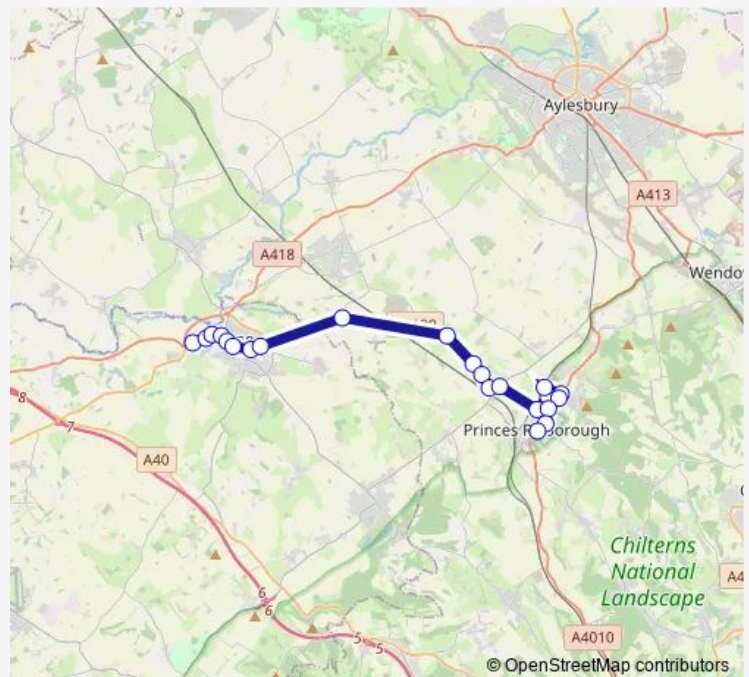 Aylesbury
A413
A418
Wendo
8
7
A40
Princes R sborough
6
6
5
5
Chilterns
National
Landscape
A4
A4010
© OpenStreetMap contributors